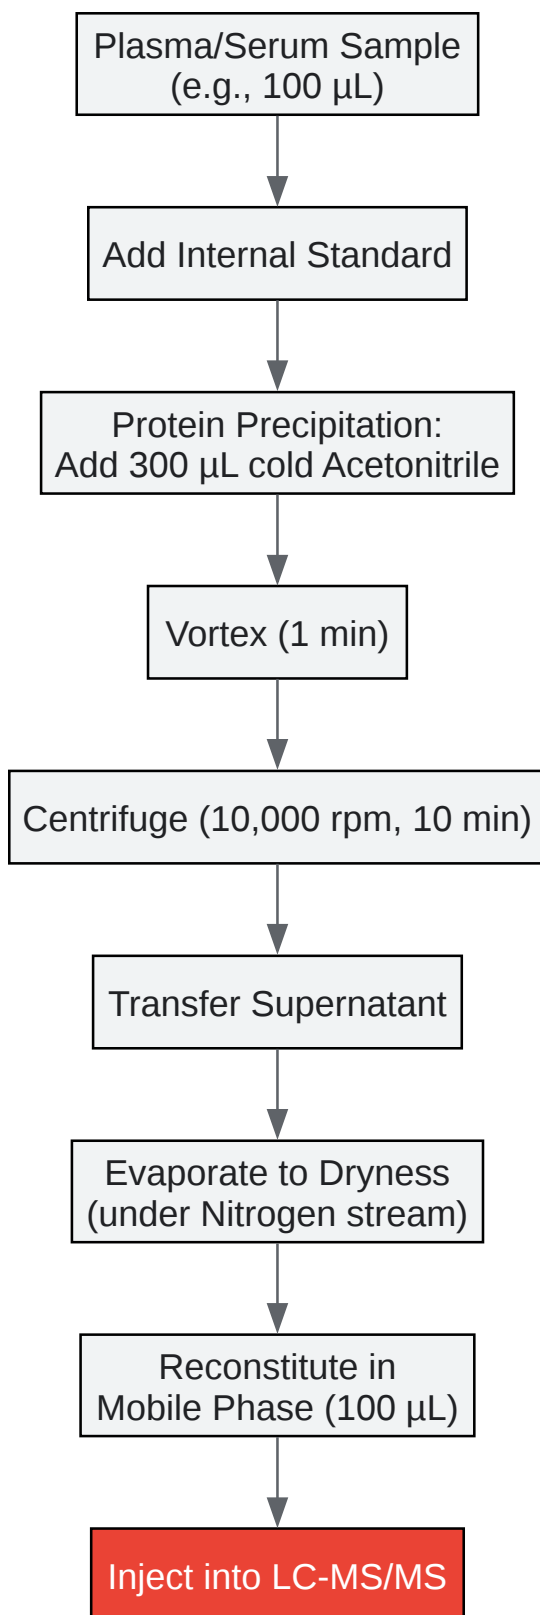 Plasma/Serum Sample
(e.g., 100 µL)
Add Internal Standard
Protein Precipitation:
Add 300 µL cold Acetonitrile
Vortex (1 min)
Centrifuge (10,000 rpm, 10 min)
Transfer Supernatant
Evaporate to Dryness
(under Nitrogen stream)
Reconstitute in
Mobile Phase (100 µL)
Inject into LC-MS/MS